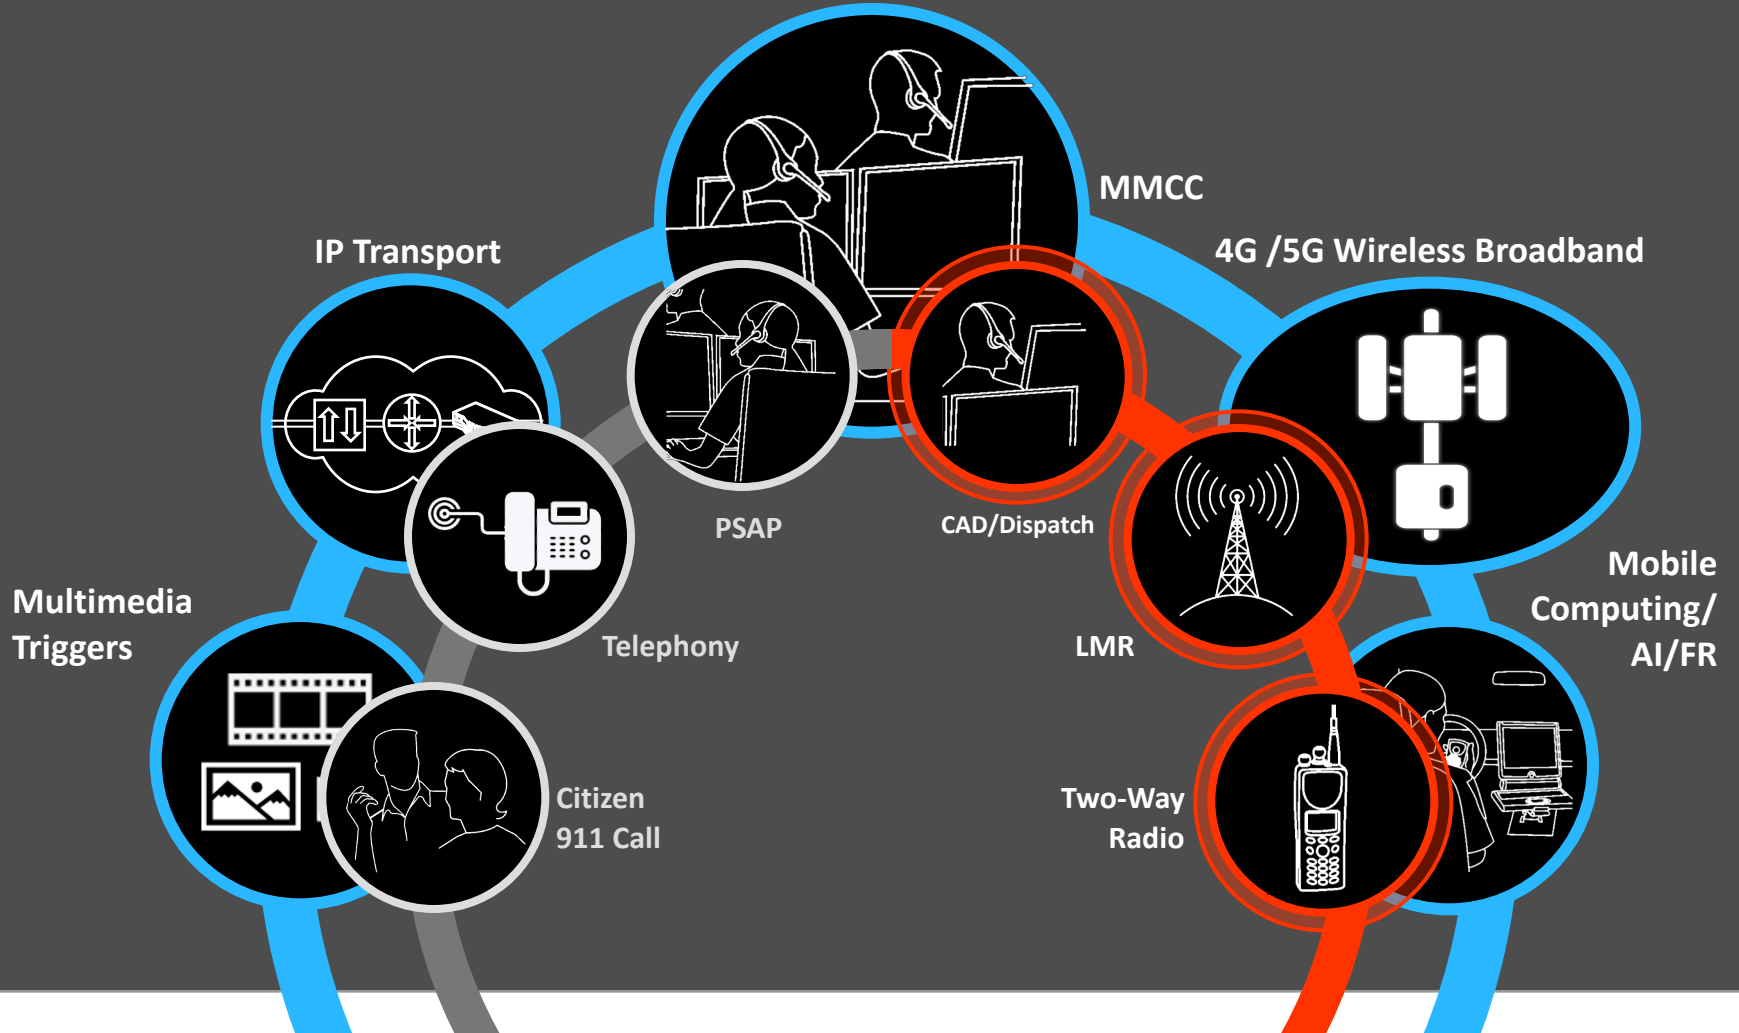 MMCC
IP Transport
4G /5G Wireless Broadband
PSAP
CAD/Dispatch
Multimedia
Triggers
Telephony
LMR
Mobile
Computing/
AI/FR
Citizen
911 Call
Two-Way
Radio